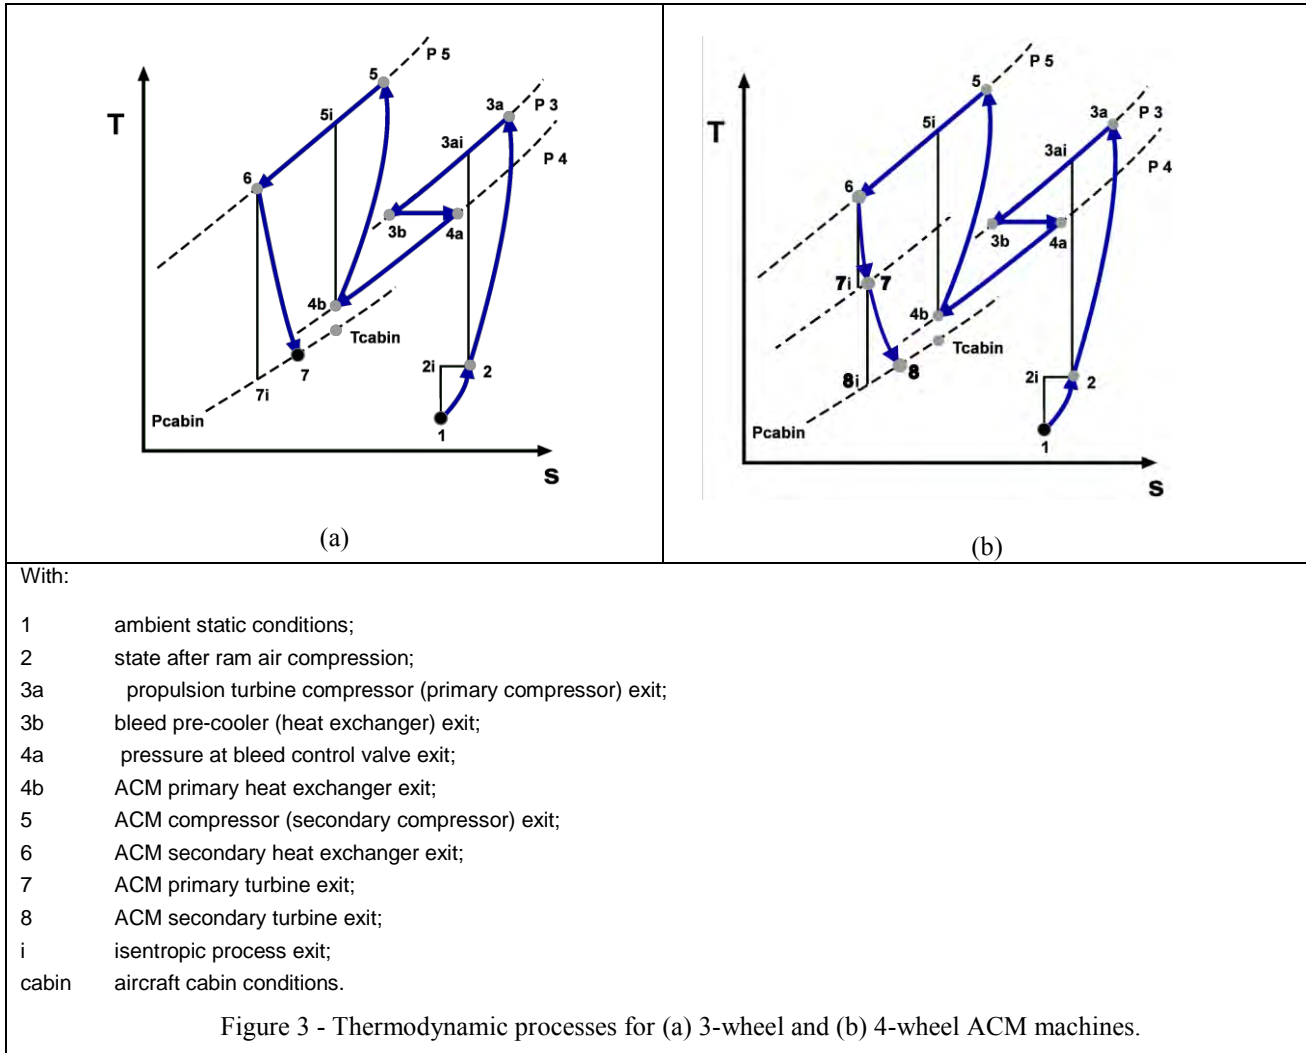 T
P 5
5
5i
3a
P 3
3ai
P 4
6
3b
4a
4b
Tcabin
7
7i
2i
2
Pcabin
1
s
(a)
T
P 5
5
5i
3a
P 3
3ai
P 4
6
3b
4a
7i
7
4b
Tcabin
8i
8
2i
2
Pcabin
1
s
(b)
With:
1 ambient static conditions;
2 state after ram air compression;
3a propulsion turbine compressor (primary compressor) exit;
3b bleed pre-cooler (heat exchanger) exit;
4a pressure at bleed control valve exit;
4b ACM primary heat exchanger exit;
5 ACM compressor (secondary compressor) exit;
6 ACM secondary heat exchanger exit;
7 ACM primary turbine exit;
8 ACM secondary turbine exit;
i isentropic process exit;
cabin aircraft cabin conditions.
Figure 3 - Thermodynamic processes for (a) 3-wheel and (b) 4-wheel ACM machines.